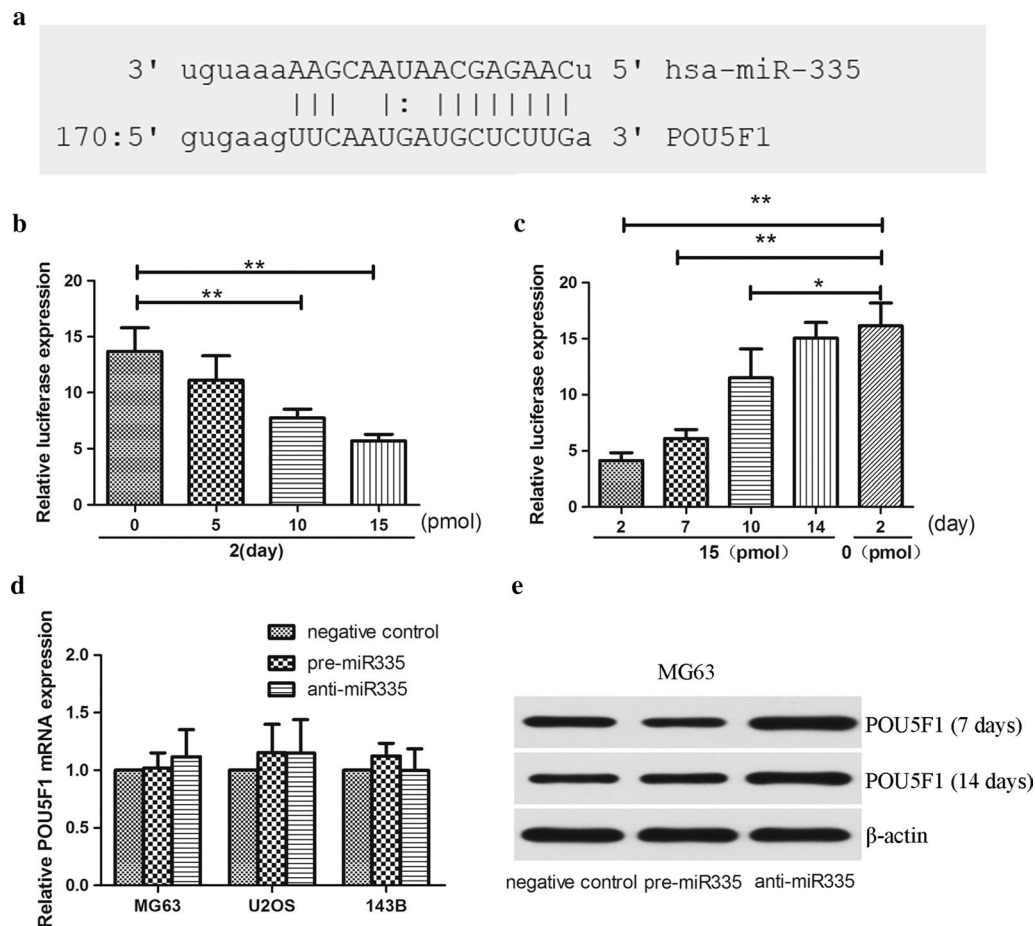 a
3' uguaaaAAGCAAUAACGAGAACu 5' hsa-miR-335
||| |: ||||||||
170:5' gugaagUUCAAUGAUGCUCUUGa 3' POU5F1
b
**
**
Relative luciferase expression
20
15
10
5
0
0 5 10 15 (pmol)
2(day)
c
**
**
*
Relative luciferase expression
20
15
10
5
0
2 7 10 14 2 (day)
15（pmol） 0（pmol）
d
negative control
pre-miR335
anti-miR335
Relative POU5F1 mRNA expression
2.0
1.5
1.0
0.5
0.0
MG63 U2OS 143B
e
MG63
POU5F1 (7 days)
POU5F1 (14 days)
β-actin
negative control pre-miR335 anti-miR335